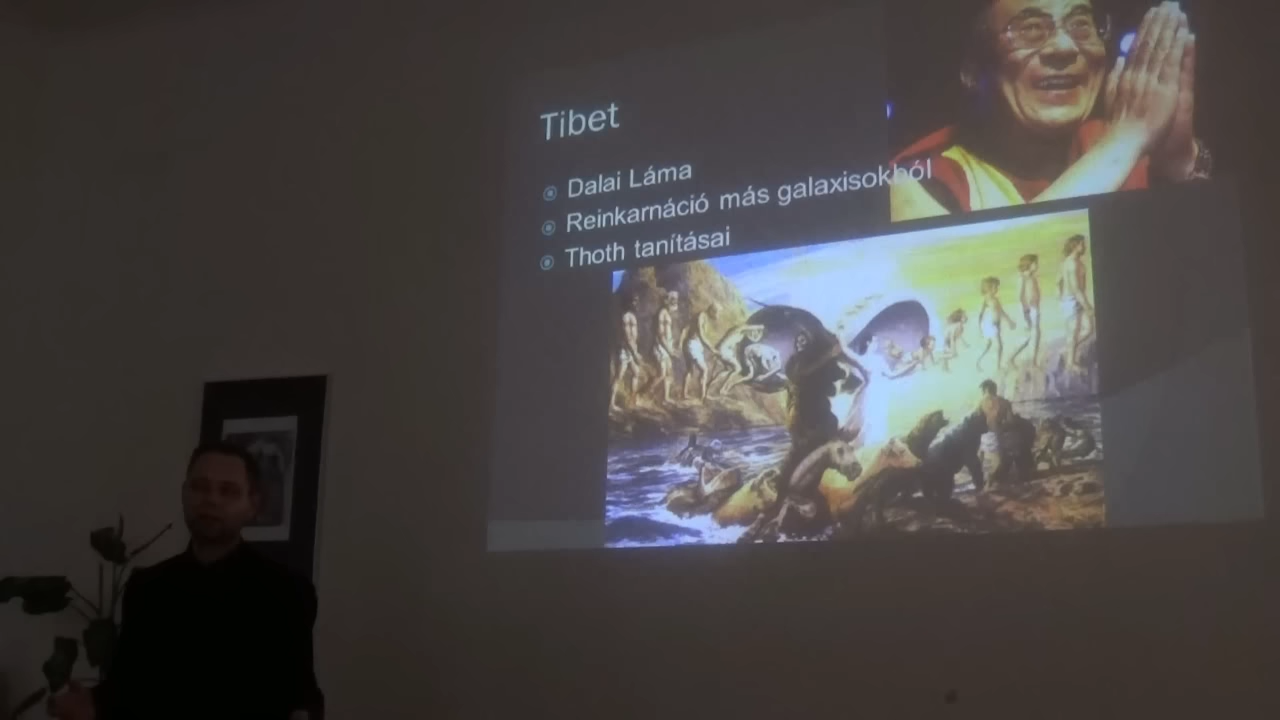 Tibet
Dalai Láma
Reinkarnáció más galaxisokból
Thoth tanításai